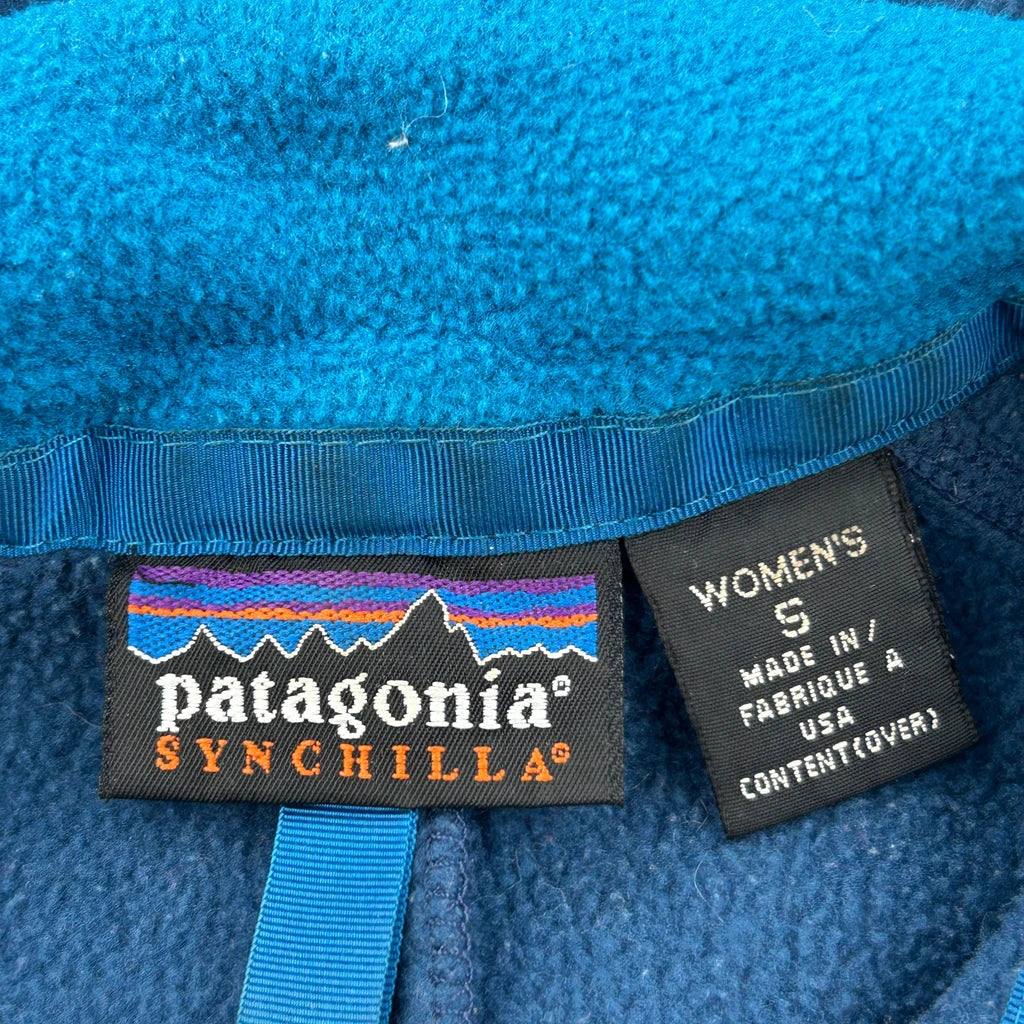 patagonia®
SYNCHILLA®
WOMEN'S
S
MADE IN/
FABRIQUE A
USA
CONTENT(OVER)